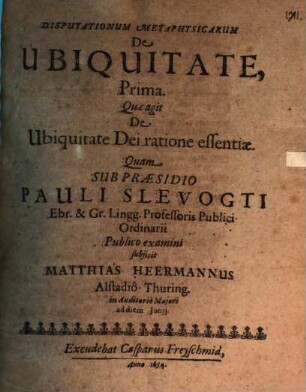 DISPUTATIONUM METAPHYSICARUM
De
UBIQUITATE,
Prima.
Quæ agit
De
Ubiquitate Dei ratione essentiæ.
Quam
SUB PRÆSIDIO
PAULI SLEVOGTI
Ebr. & Gr. Lingg. Professoris Publici
Ordinarii
Publico examini
subjicit
MATTHIAS HEERMANNUS
Alstadiô-Thuring.
in Auditorio Majori
ad diem Junij.
Excudebat Casparus Freyschmid,
Anno 1654.